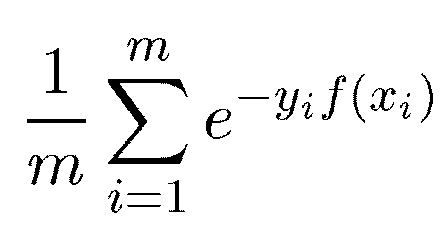 \frac{1}{m} \sum_{i=1}^{m} e^{-y_i f(x_i)}